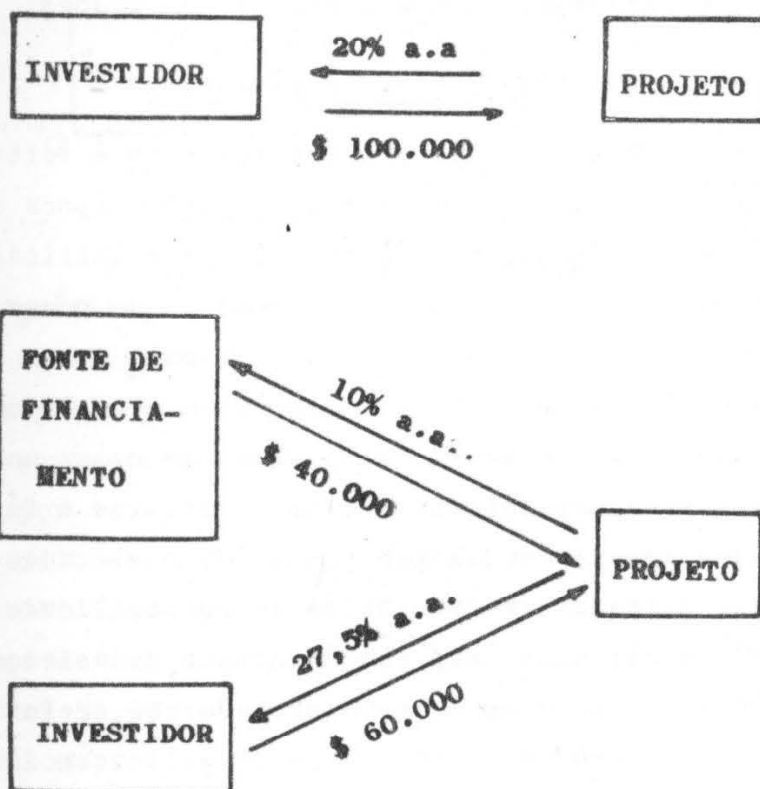 INVESTIDOR
20% a.a
$ 100.000
PROJETO
FONTE DE
FINANCIA-
MENTO
10% a.a..
$ 40.000
PROJETO
27,5% a.a.
$ 60.000
INVESTIDOR